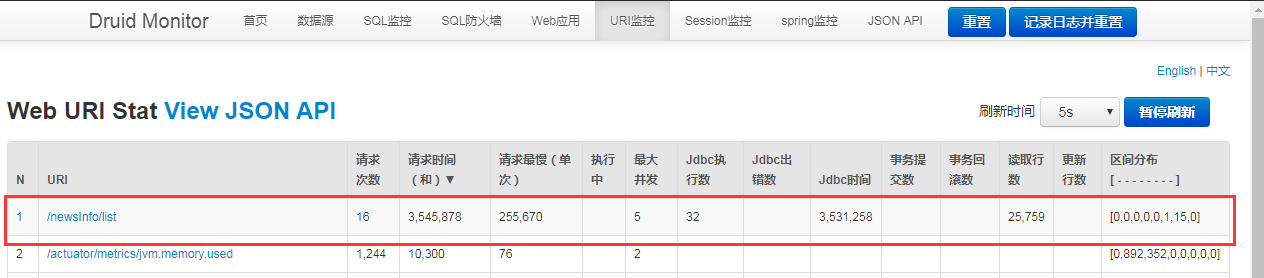 Druid Monitor 首页 数据源 SQL监控 SQL防火墙 Web应用 URI监控 Session监控 spring监控 JSON API 重置 记录日志并重置
English | 中文
Web URI Stat View JSON API 刷新时间 5s 暂停刷新
N URI 请求次数 请求时间（和）▼ 请求最慢（单次） 执行中 最大并发 Jdbc执行数 Jdbc出错数 Jdbc时间 事务提交数 事务回滚数 读取行数 更新行数 区间分布 [ - - - - - - - - ]
1 /newsInfo/list 16 3,545,878 255,670 5 32 3,531,258 25,759 [0,0,0,0,0,1,15,0]
2 /actuator/metrics/jvm.memory.used 1,244 10,300 76 2 [0,892,352,0,0,0,0,0]